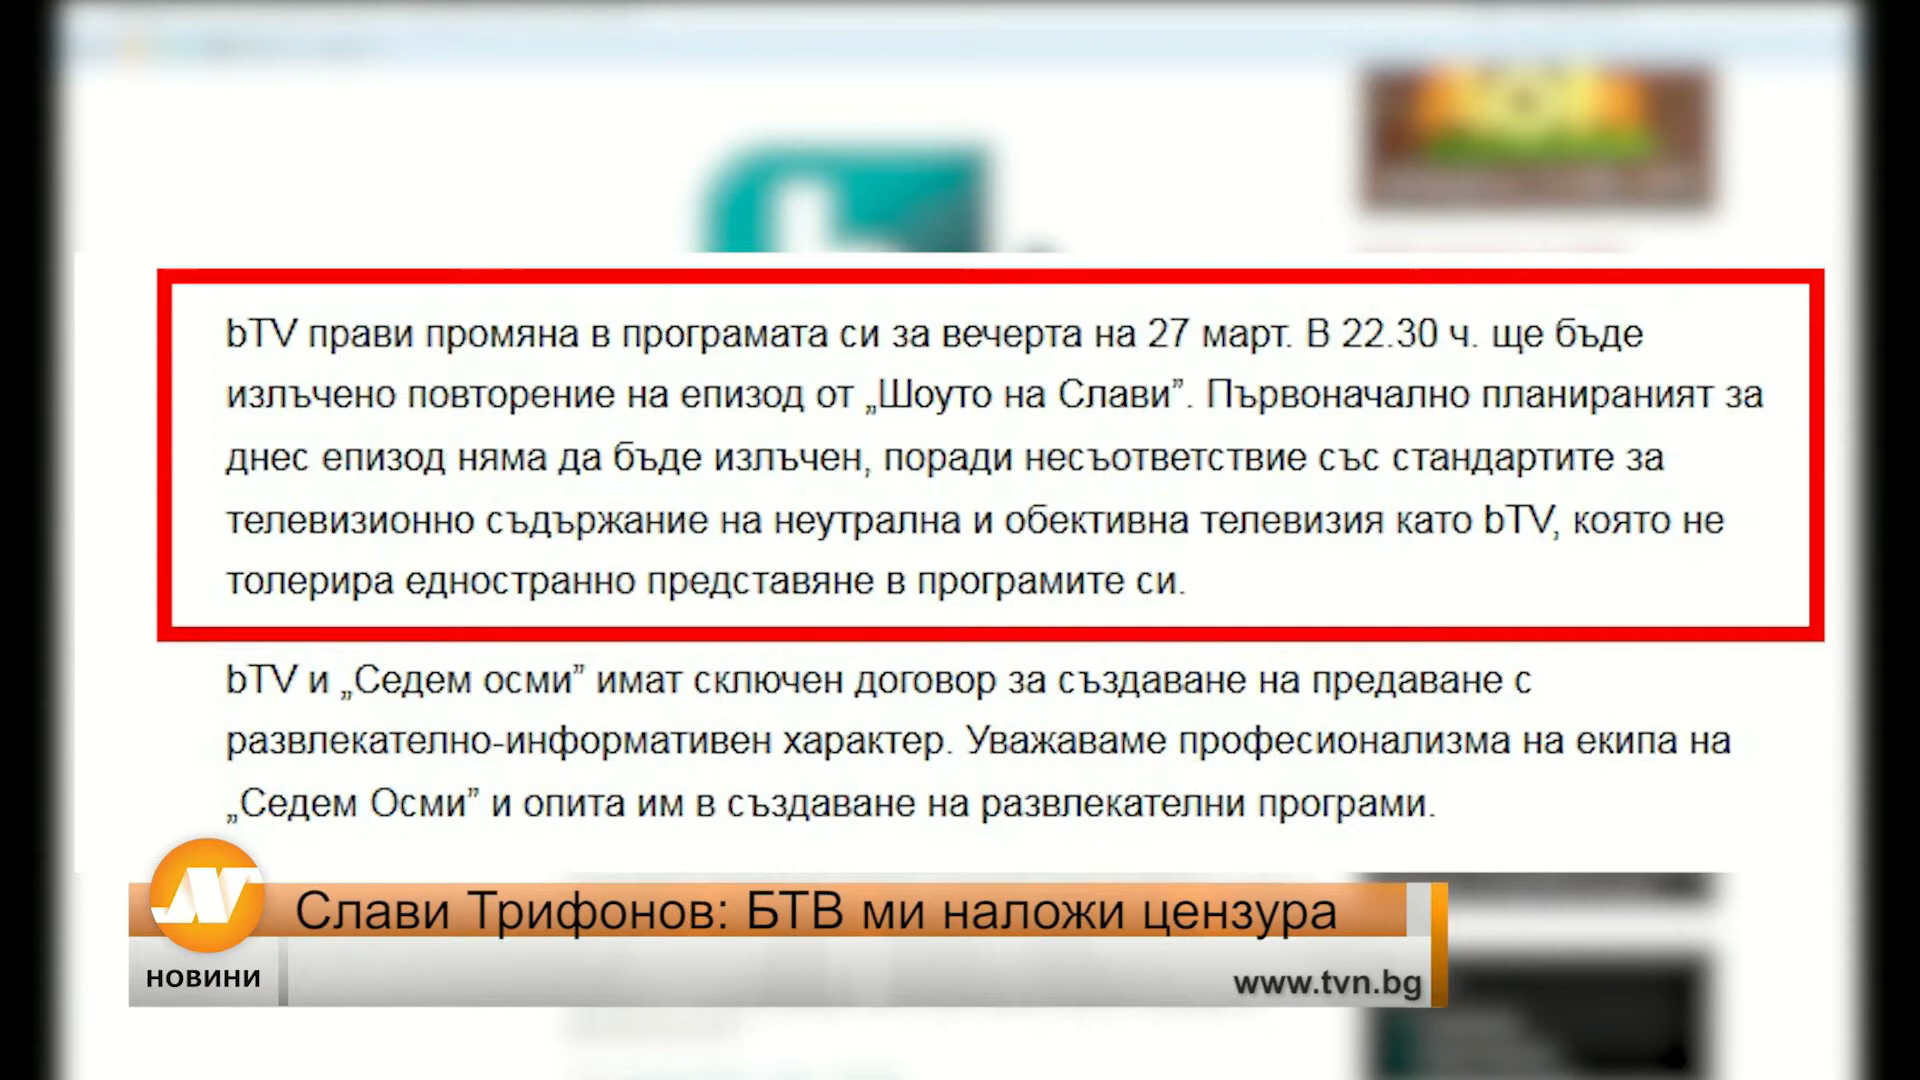 bTV прави промяна в програмата си за вечерта на 27 март. В 22.30 ч. ще бъде
излъчено повторение на епизод от „Шоуто на Слави”. Първоначално планираният за
днес епизод няма да бъде излъчен, поради несъответствие със стандартите за
телевизионно съдържание на неутрална и обективна телевизия като bTV, която не
толерира едностранно представяне в програмите си.
bTV и „Седем осми” имат сключен договор за създаване на предаване с
развлекателно-информативен характер. Уважаваме професионализма на екипа на
„Седем Осми” и опита им в създаване на развлекателни програми.
Слави Трифонов: БТВ ми наложи цензура
НОВИНИ
www.tvn.bg